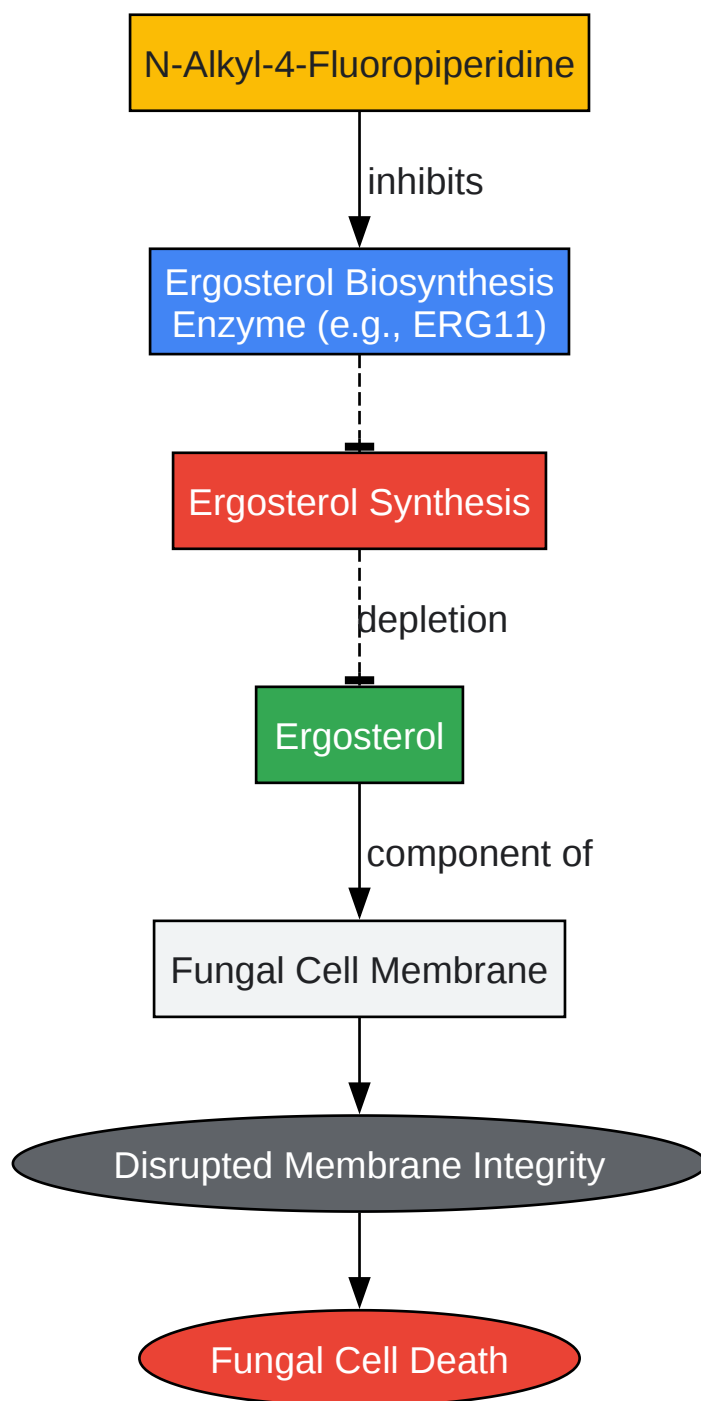 N-Alkyl-4-Fluoropiperidine
inhibits
Ergosterol Biosynthesis
Enzyme (e.g., ERG11)
Ergosterol Synthesis
depletion
Ergosterol
component of
Fungal Cell Membrane
Disrupted Membrane Integrity
Fungal Cell Death